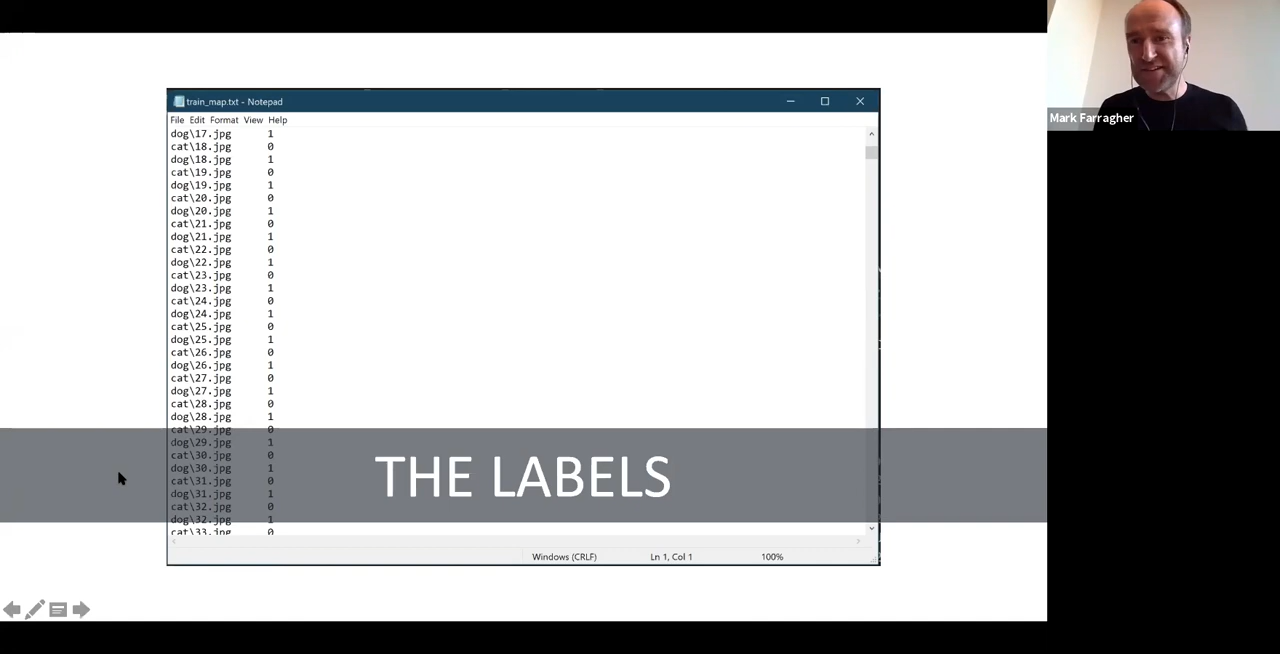 train_map.txt - Notepad
File Edit Format View Help
dog\17.jpg 1
cat\18.jpg 0
dog\18.jpg 1
cat\19.jpg 0
dog\19.jpg 1
cat\20.jpg 0
dog\20.jpg 1
cat\21.jpg 0
dog\21.jpg 1
cat\22.jpg 0
dog\22.jpg 1
cat\23.jpg 0
dog\23.jpg 1
cat\24.jpg 0
dog\24.jpg 1
cat\25.jpg 0
dog\25.jpg 1
cat\26.jpg 0
dog\26.jpg 1
cat\27.jpg 0
dog\27.jpg 1
cat\28.jpg 0
dog\28.jpg 1
cat\29.jpg 0
dog\29.jpg 1
cat\30.jpg 0
dog\30.jpg 1
cat\31.jpg 0
dog\31.jpg 1
cat\32.jpg 0
dog\32.jpg 1
cat\33.jpg 0
THE LABELS
Windows (CRLF) Ln 1, Col 1 100%
Mark Farragher